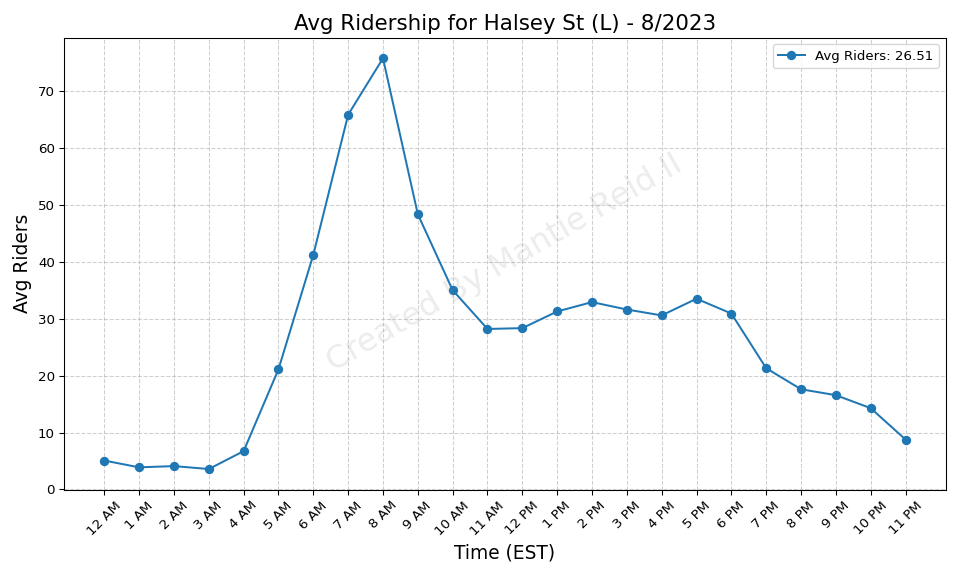 Avg Ridership for Halsey St (L) - 8/2023
Avg Riders: 26.51
Avg Riders
70
60
50
40
30
20
10
0
Created By Mantie Reid II
12 AM
1 AM
2 AM
3 AM
4 AM
5 AM
6 AM
7 AM
8 AM
9 AM
10 AM
11 AM
12 PM
1 PM
2 PM
3 PM
4 PM
5 PM
6 PM
7 PM
8 PM
9 PM
10 PM
11 PM
Time (EST)